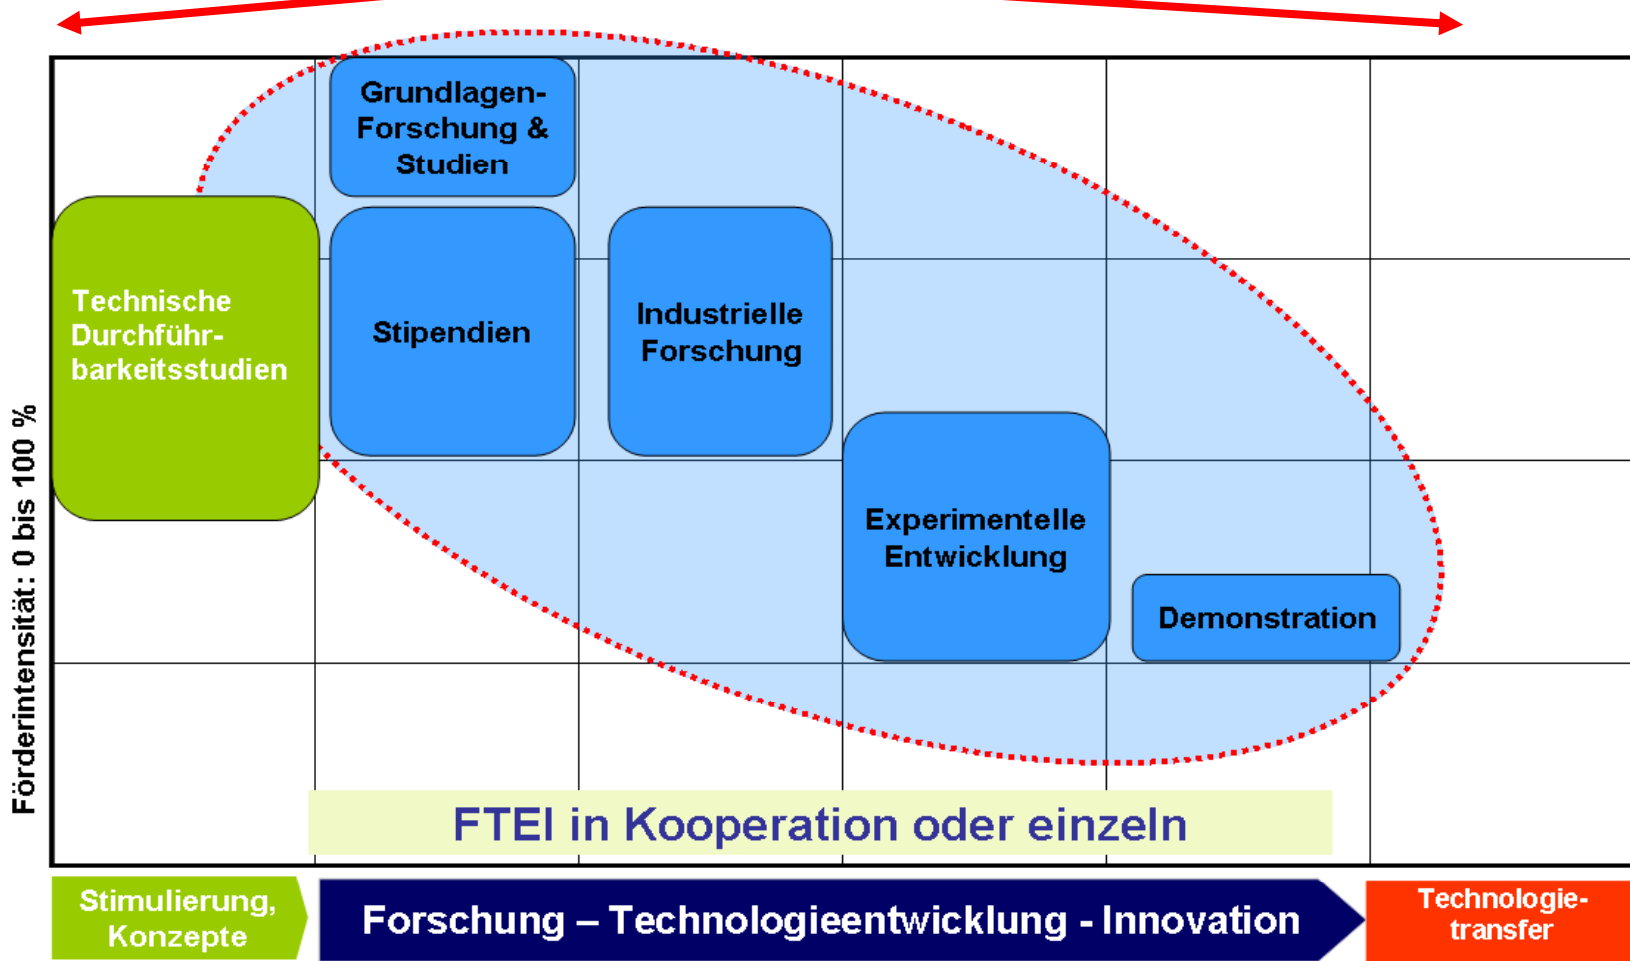 Grundlagen-
Forschung &
Studien
Technische
Durchführ-
barkeitsstudien
Stipendien
Industrielle
Forschung
Experimentelle
Entwicklung
Demonstration
Förderintensität: 0 bis 100 %
FTEI in Kooperation oder einzeln
Stimulierung,
Konzepte
Forschung – Technologieentwicklung - Innovation
Technologie-
transfer